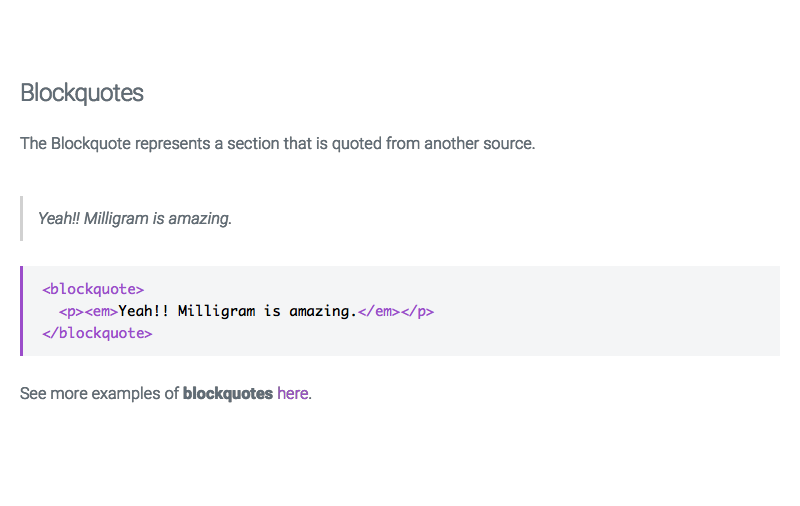 Blockquotes
The Blockquote represents a section that is quoted from another source.
Yeah!! Milligram is amazing.
<blockquote>
  <p><em>Yeah!! Milligram is amazing.</em></p>
</blockquote>
See more examples of blockquotes here.